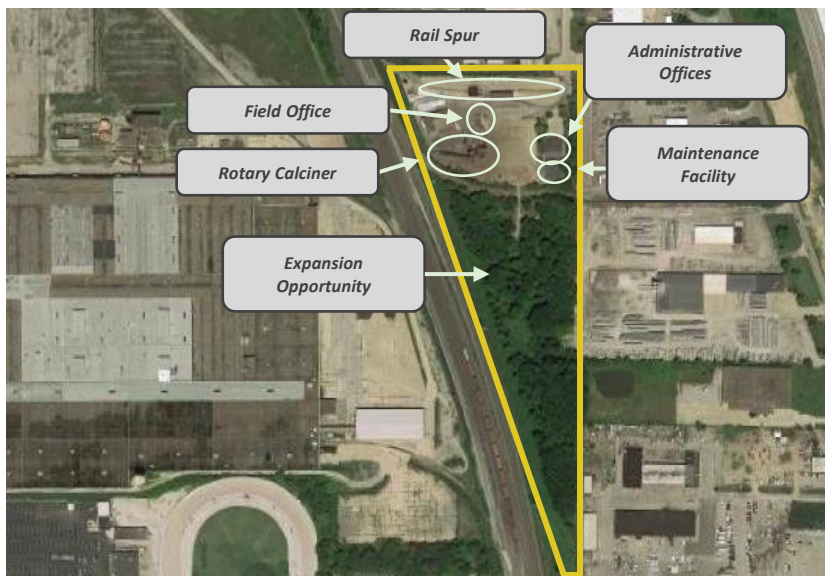 Rail Spur
Administrative
Offices
Field Office
Rotary Calciner
Maintenance
Facility
Expansion
Opportunity